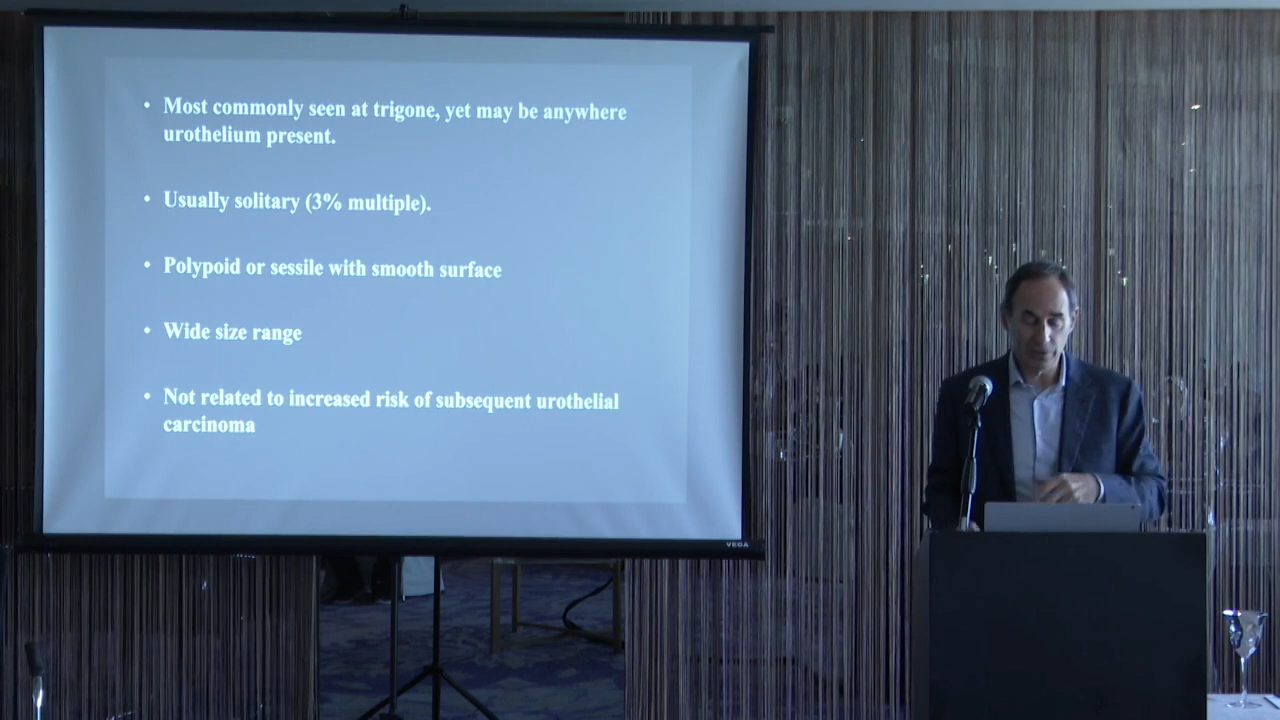 • Most commonly seen at trigone, yet may be anywhere
urothelium present.
• Usually solitary (3% multiple).
• Polypoid or sessile with smooth surface
• Wide size range
• Not related to increased risk of subsequent urothelial
carcinoma
VEGA